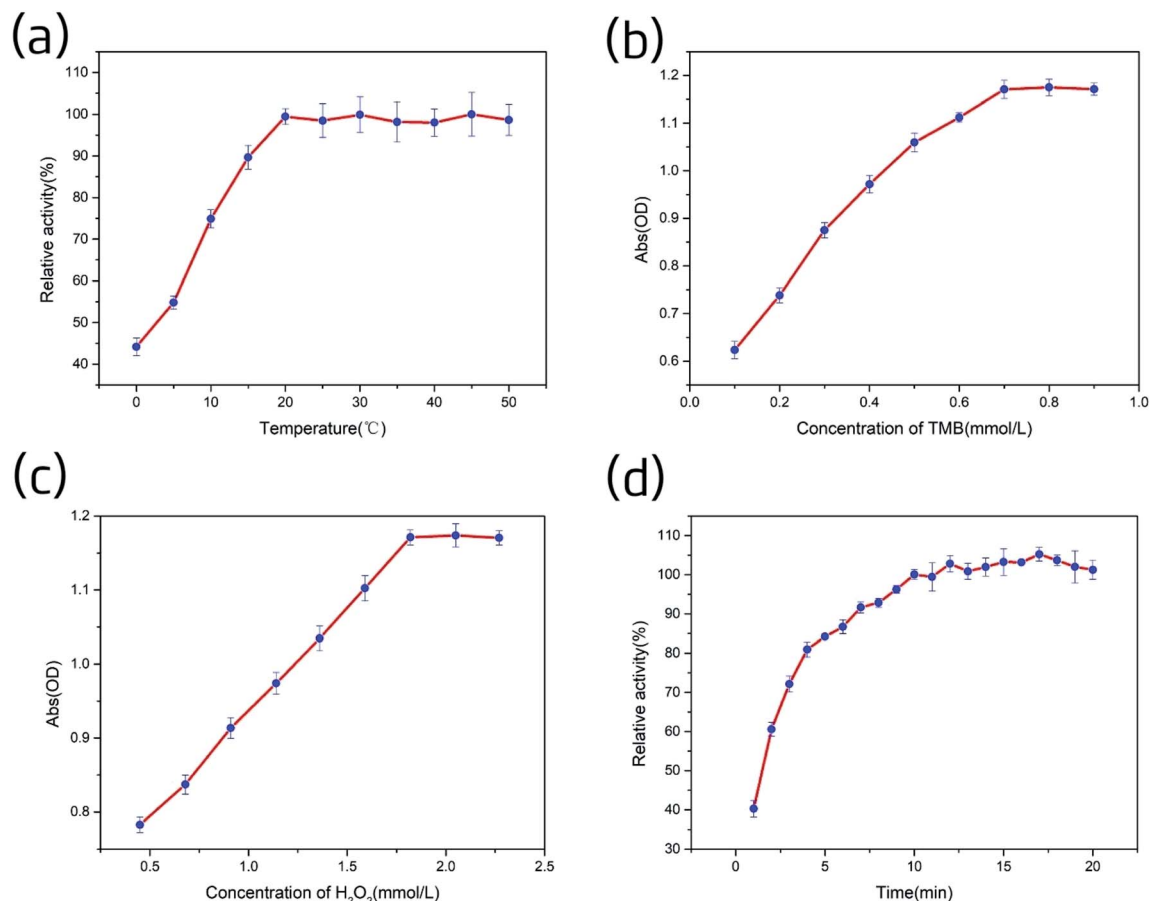 (a)
110
100
90
80
70
60
50
40
Relative activity(%)
0 10 20 30 40 50
Temperature(℃)
(b)
1.2
1.1
1.0
0.9
0.8
0.7
0.6
Abs(OD)
0.0 0.2 0.4 0.6 0.8 1.0
Concentration of TMB(mmol/L)
(c)
1.2
1.1
1.0
0.9
0.8
Abs(OD)
0.5 1.0 1.5 2.0 2.5
Concentration of H₂O₂(mmol/L)
(d)
110
100
90
80
70
60
50
40
30
Relative activity(%)
0 5 10 15 20
Time(min)